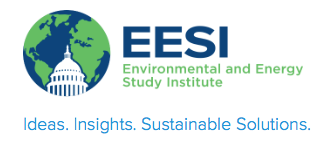 EESI
Environmental and Energy
Study Institute
Ideas. Insights. Sustainable Solutions.